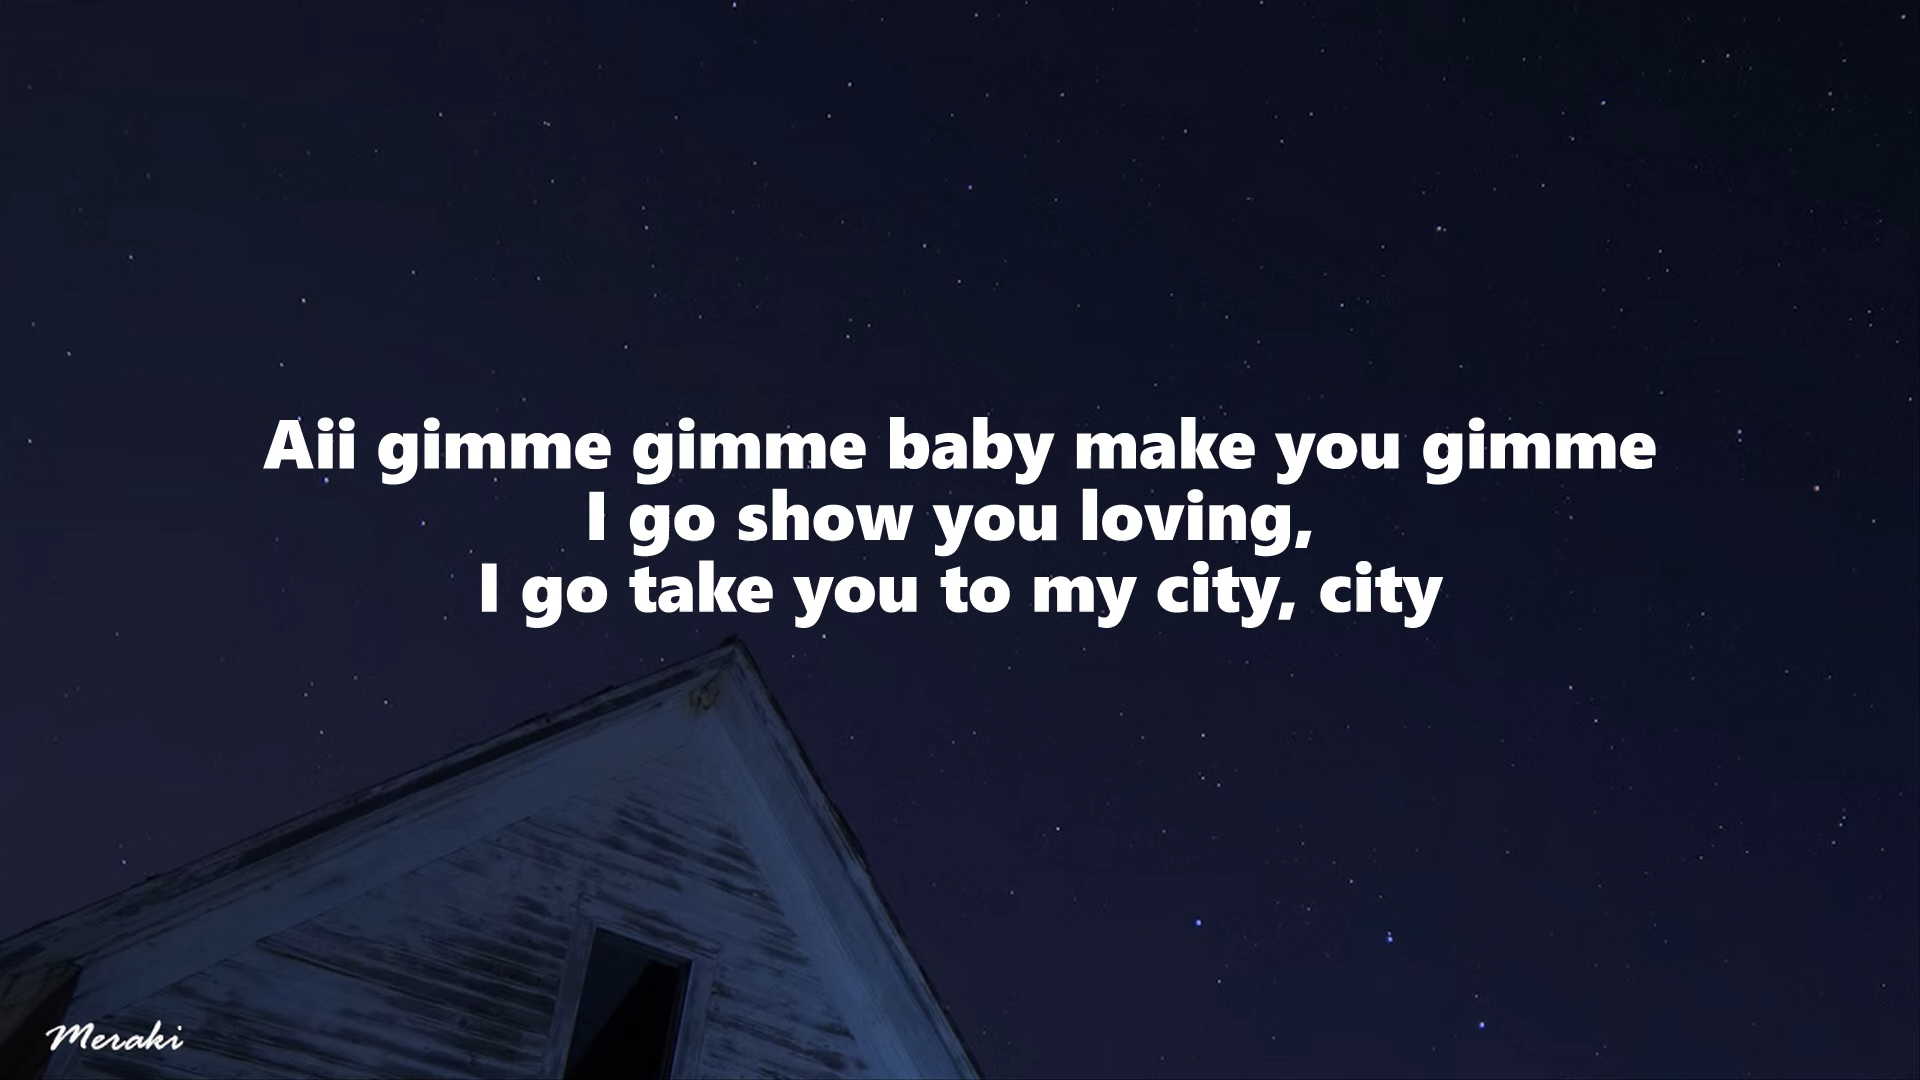 Aii gimme gimme baby make you gimme
I go show you loving,
I go take you to my city, city
Meraki